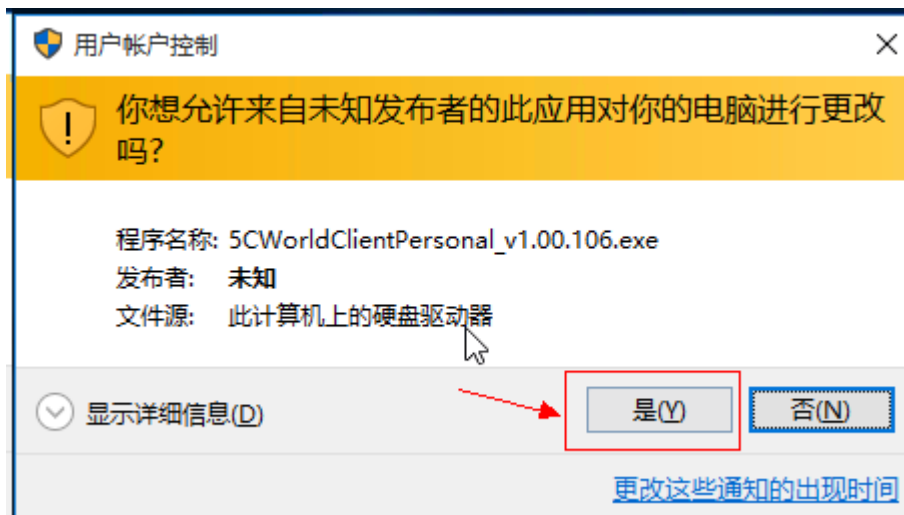 用户帐户控制
你想允许来自未知发布者的此应用对你的电脑进行更改
吗?
程序名称: 5CWorldClientPersonal_v1.00.106.exe
发布者: 未知
文件源: 此计算机上的硬盘驱动器
显示详细信息(D)
是(Y)
否(N)
更改这些通知的出现时间